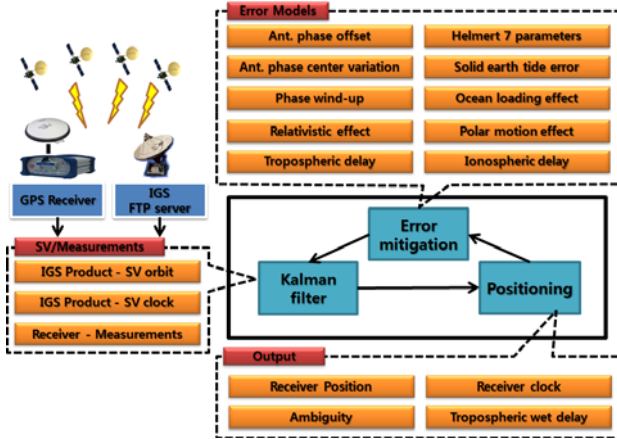 Error Models
Ant. phase offset
Helmert 7 parameters
Ant. phase center variation
Solid earth tide error
Phase wind-up
Ocean loading effect
Relativistic effect
Polar motion effect
Tropospheric delay
Ionospheric delay
GPS Receiver
IGS
FTP server
SV/Measurements
IGS Product - SV orbit
IGS Product - SV clock
Receiver - Measurements
Error
mitigation
Kalman
filter
Positioning
Output
Receiver Position
Receiver clock
Ambiguity
Tropospheric wet delay